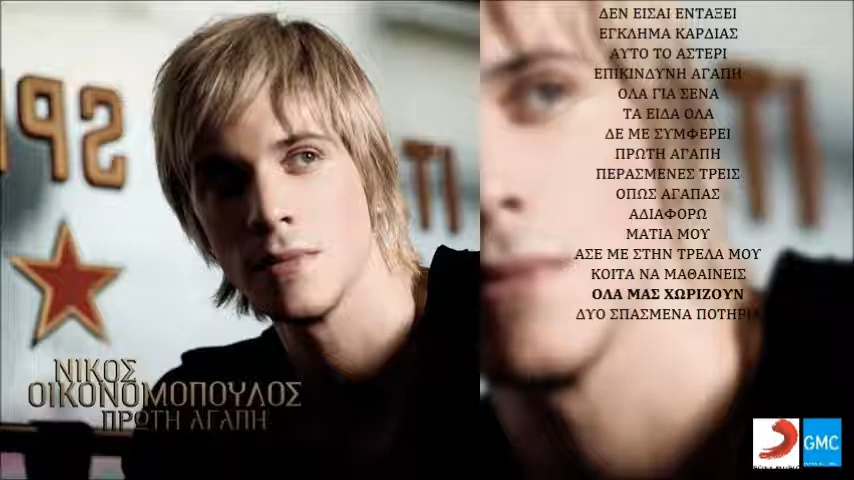 SP
IT
ΝΙΚΟΣ
ΟΙΚΟΝΟΜΟΠΟΥΛΟΣ
ΠΡΩΤΗ ΑΓΑΠΗ
ΔΕΝ ΕΙΣΑΙ ΕΝΤΑΞΕΙ
ΕΓΚΛΗΜΑ ΚΑΡΔΙΑΣ
ΑΥΤΟ ΤΟ ΑΣΤΕΡΙ
ΕΠΙΚΙΝΔΥΝΗ ΑΓΑΠΗ
ΟΛΑ ΓΙΑ ΣΕΝΑ
ΤΑ ΕΙΔΑ ΟΛΑ
ΔΕ ΜΕ ΣΥΜΦΕΡΕΙ
ΠΡΩΤΗ ΑΓΑΠΗ
ΠΕΡΑΣΜΕΝΕΣ ΤΡΕΙΣ
ΟΠΩΣ ΑΓΑΠΑΣ
ΑΔΙΑΦΟΡΩ
ΜΑΤΙΑ ΜΟΥ
ΑΣΕ ΜΕ ΣΤΗΝ ΤΡΕΛΑ ΜΟΥ
ΚΟΙΤΑ ΝΑ ΜΑΘΑΙΝΕΙΣ
ΟΛΑ ΜΑΣ ΧΩΡΙΖΟΥΝ
ΔΥΟ ΣΠΑΣΜΕΝΑ ΠΟΤΗΡΙΑ
GMC